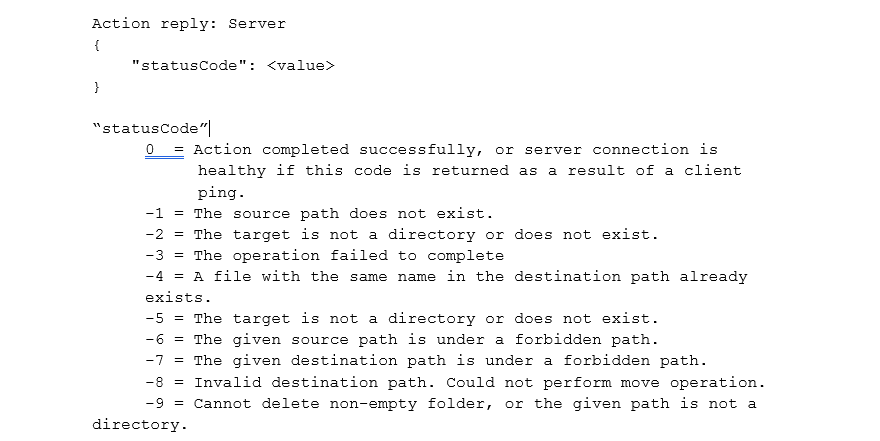 Action reply: Server
{
"statusCode": <value>
}
“statusCode”
0 = Action completed successfully, or server connection is
healthy if this code is returned as a result of a client
ping.
-1 = The source path does not exist.
-2 = The target is not a directory or does not exist.
-3 = The operation failed to complete
-4 = A file with the same name in the destination path already
exists.
-5 = The target is not a directory or does not exist.
-6 = The given source path is under a forbidden path.
-7 = The given destination path is under a forbidden path.
-8 = Invalid destination path. Could not perform move operation.
-9 = Cannot delete non-empty folder, or the given path is not a
directory.